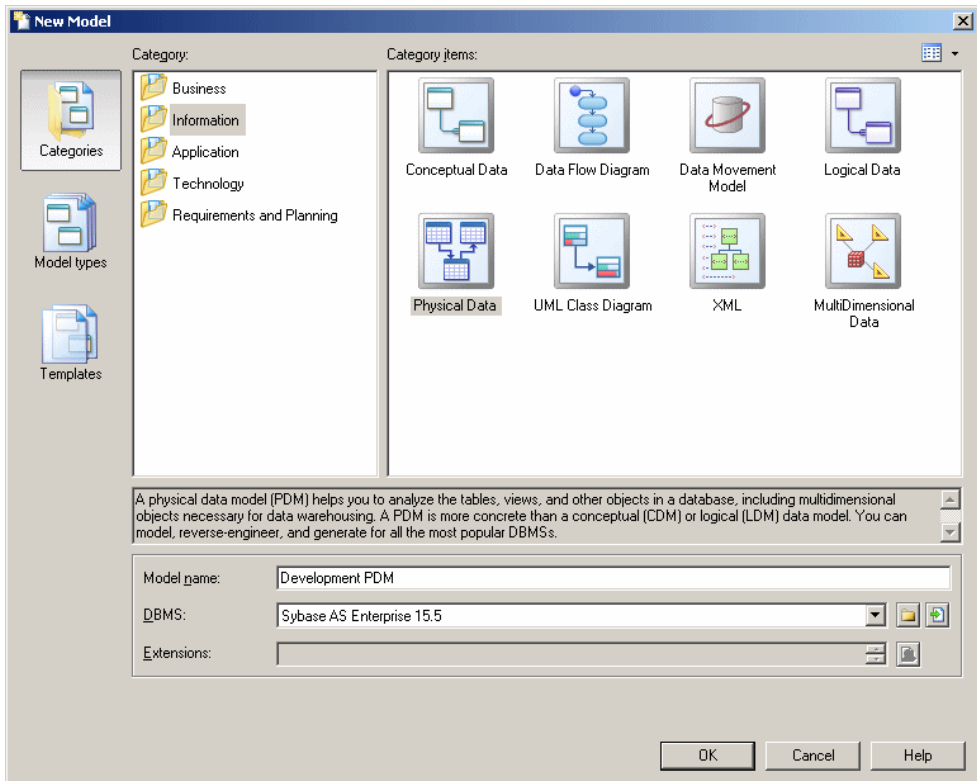 New Model
Category:
Category items:
Categories
Model types
Templates
Business
Information
Application
Technology
Requirements and Planning
Conceptual Data
Data Flow Diagram
Data Movement
Model
Logical Data
Physical Data
UML Class Diagram
XML
MultiDimensional
Data
A physical data model (PDM) helps you to analyze the tables, views, and other objects in a database, including multidimensional
objects necessary for data warehousing. A PDM is more concrete than a conceptual (CDM) or logical (LDM) data model. You can
model, reverse-engineer, and generate for all the most popular DBMSs.
Model name:
Development PDM
DBMS:
Sybase AS Enterprise 15.5
Extensions:
OK
Cancel
Help